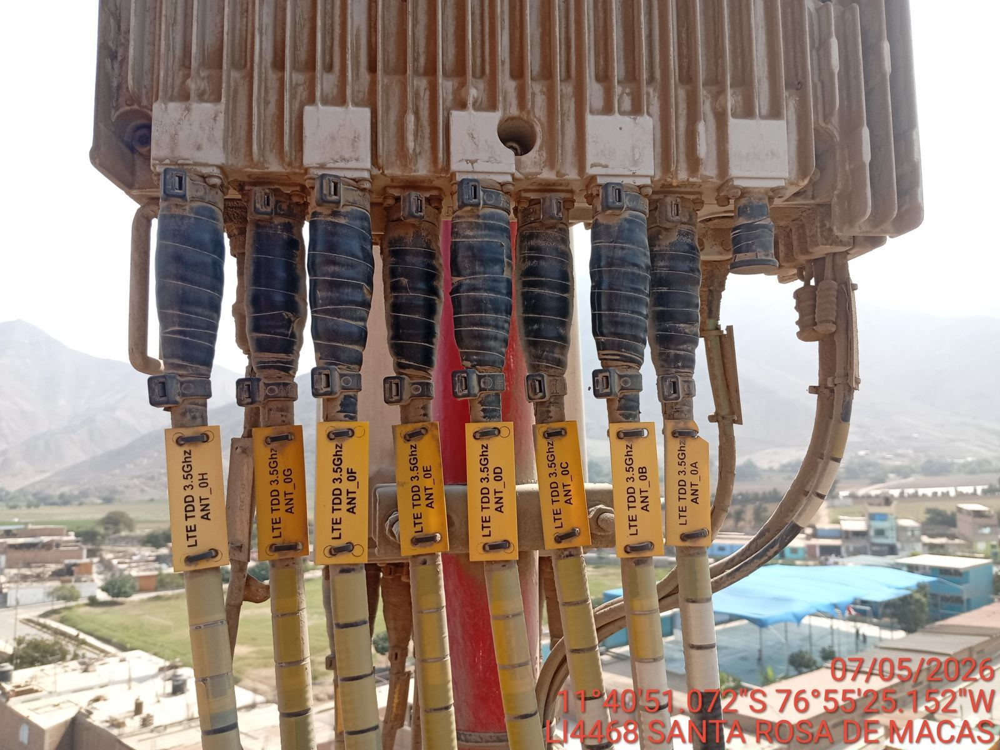 LTE TDD 3.5Ghz
ANT_0H
LTE TDD 3.5Ghz
ANT_0G
LTE TDD 3.5Ghz
ANT_0F
LTE TDD 3.5Ghz
ANT_0E
LTE TDD 3.5Ghz
ANT_0D
LTE TDD 3.5Ghz
ANT_0C
LTE TDD 3.5Ghz
ANT_0B
LTE TDD 3.5Ghz
ANT_0A
07/05/2026
11°40'51.072"S 76°55'25.152"W
LI4468 SANTA ROSA DE MACAS